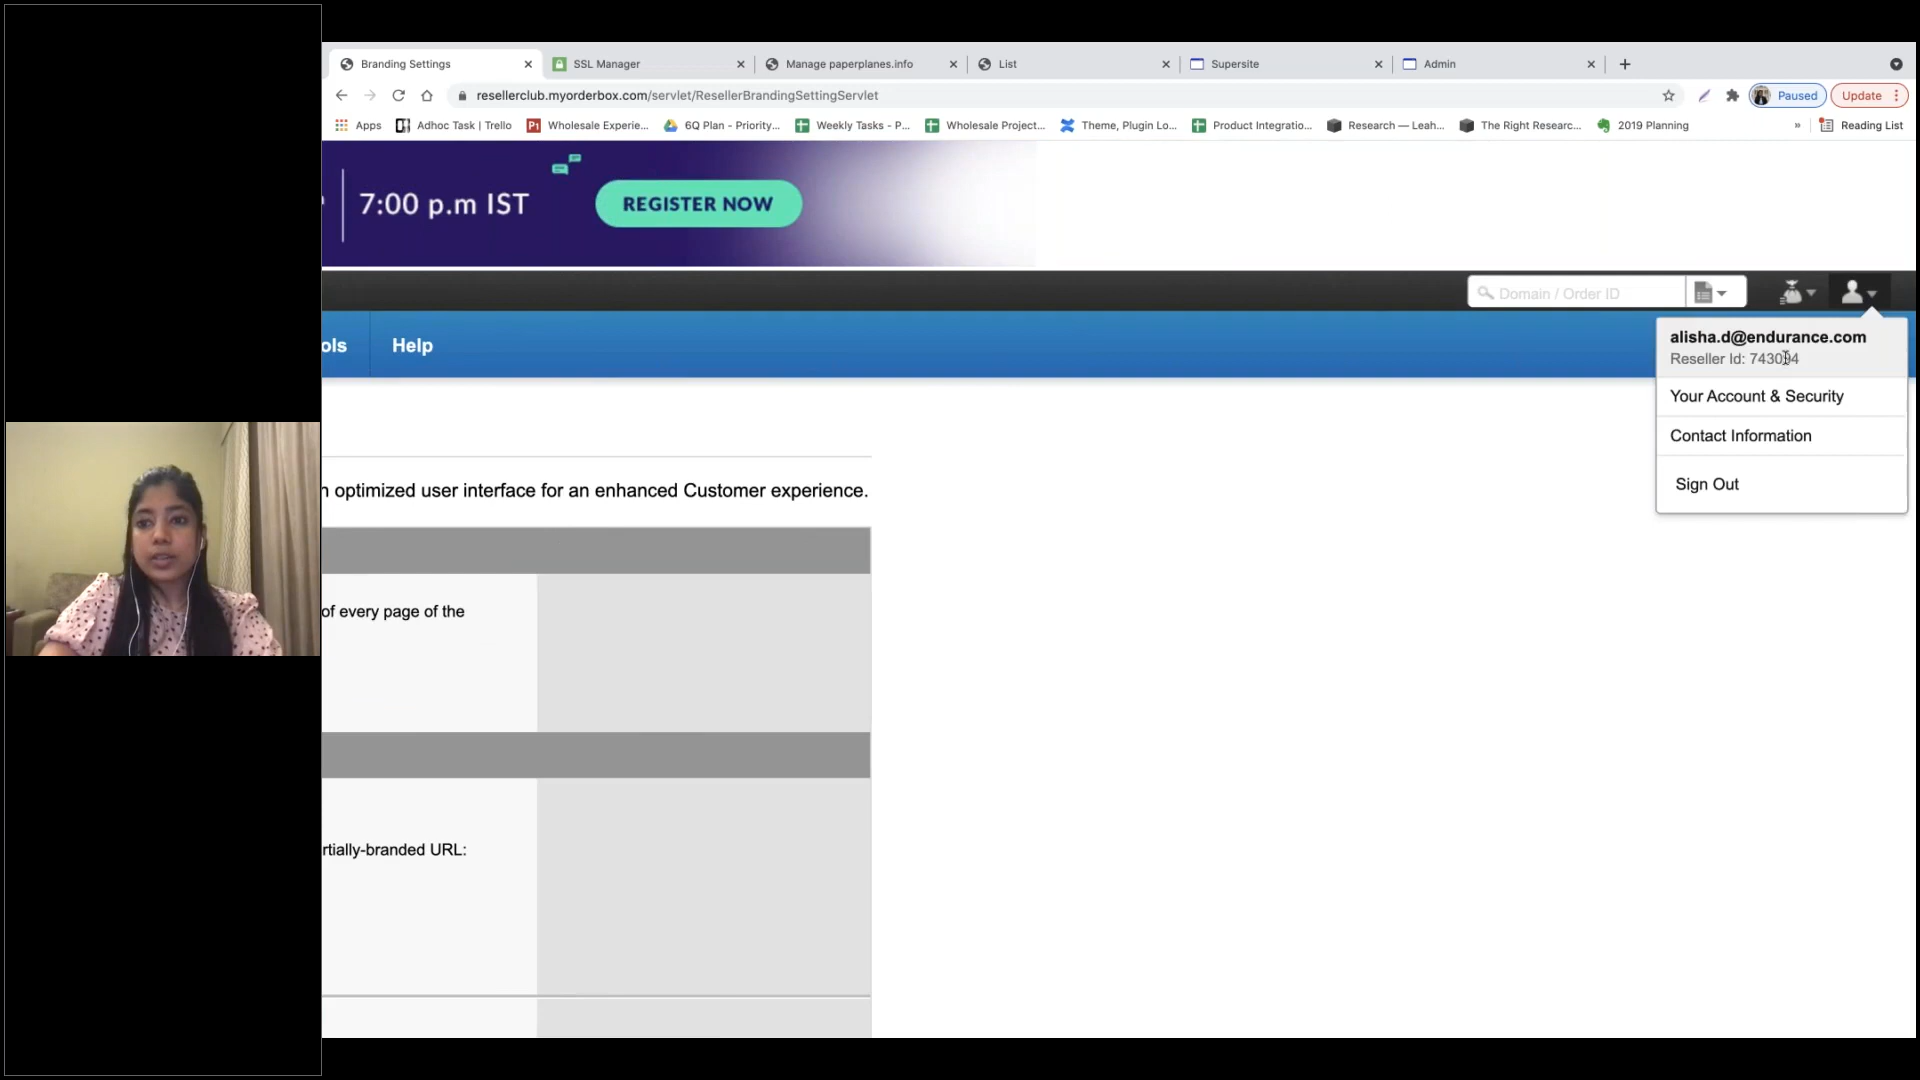 Branding Settings
SSL Manager
Manage paperplanes.info
List
Supersite
Admin
resellerclub.myorderbox.com/servlet/ResellerBrandingSettingServlet
Paused
Update
Apps
Adhoc Task | Trello
Wholesale Experie...
6Q Plan - Priority...
Weekly Tasks - P...
Wholesale Project...
Theme, Plugin Lo...
Product Integratio...
Research — Leah...
The Right Researc...
2019 Planning
»
Reading List
7:00 p.m IST
REGISTER NOW
Domain / Order ID
ols
Help
alisha.d@endurance.com
Reseller Id: 743094
Your Account & Security
Contact Information
Sign Out
n optimized user interface for an enhanced Customer experience.
of every page of the
rtially-branded URL: